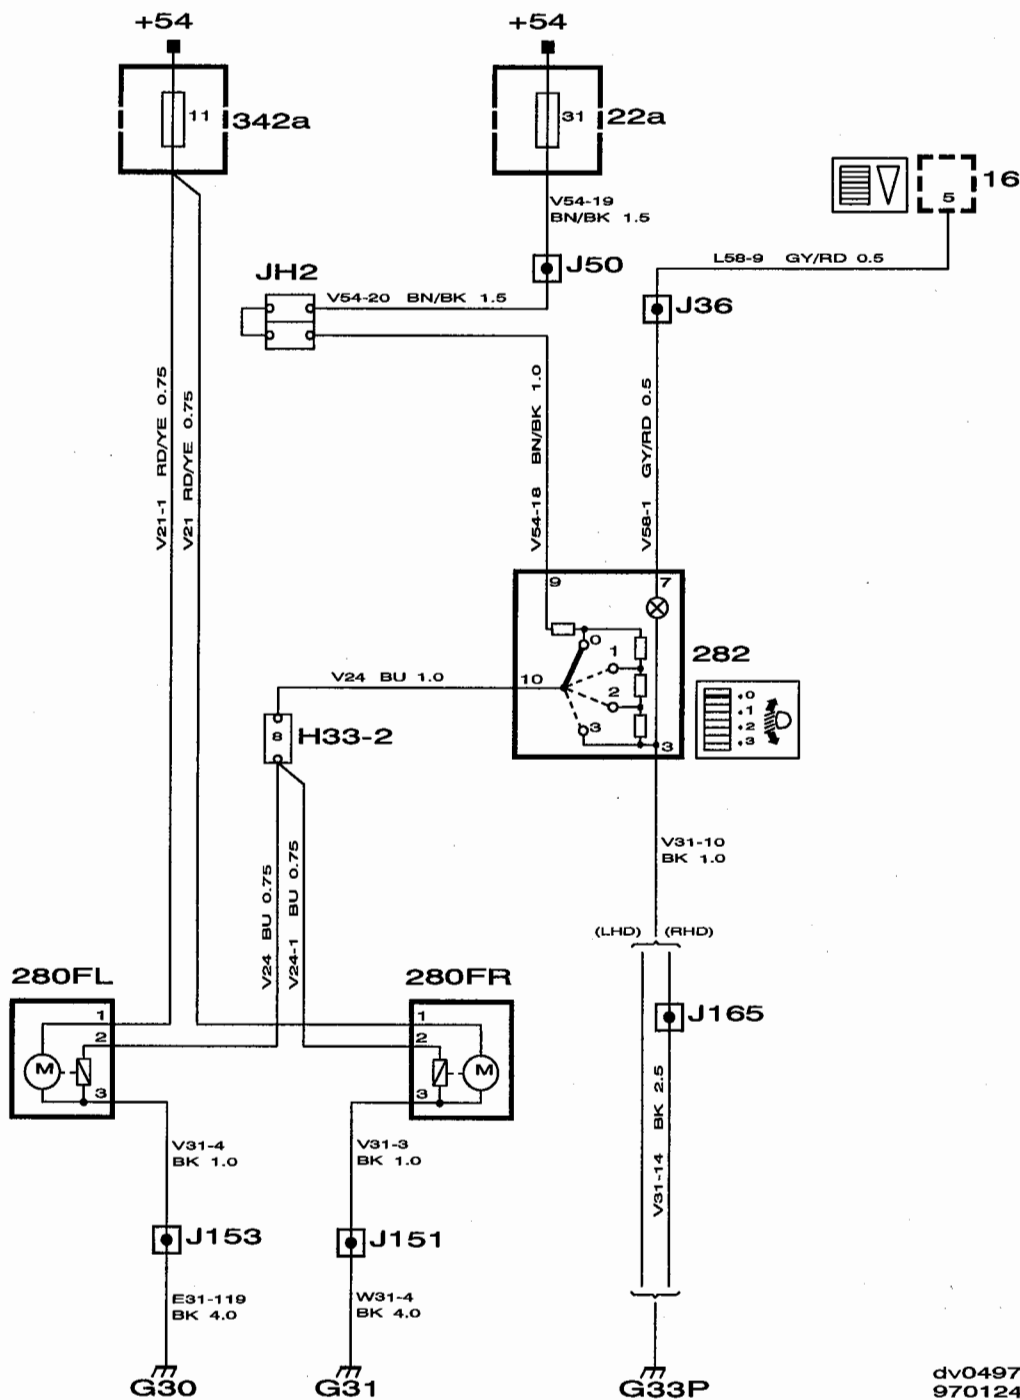 +54
+54
11
342a
31
22a
16
5
V54-19
BN/BK 1.5
J50
L58-9 GY/RD 0.5
JH2
V54-20 BN/BK 1.5
J36
V21-1 RD/YE 0.75
V21 RD/YE 0.75
V54-18 BN/BK 1.0
V58-1 GY/RD 0.5
9
7
0
1
2
3
10
3
282
0
1
2
3
V24 BU 1.0
8
H33-2
V24 BU 0.75
V24-1 BU 0.75
V31-10
BK 1.0
(LHD)
(RHD)
280FL
280FR
1
2
3
M
1
2
3
M
J165
V31-14 BK 2.5
V31-4
BK 1.0
V31-3
BK 1.0
J153
J151
E31-119
BK 4.0
W31-4
BK 4.0
G30
G31
G33P
dv0497
970124